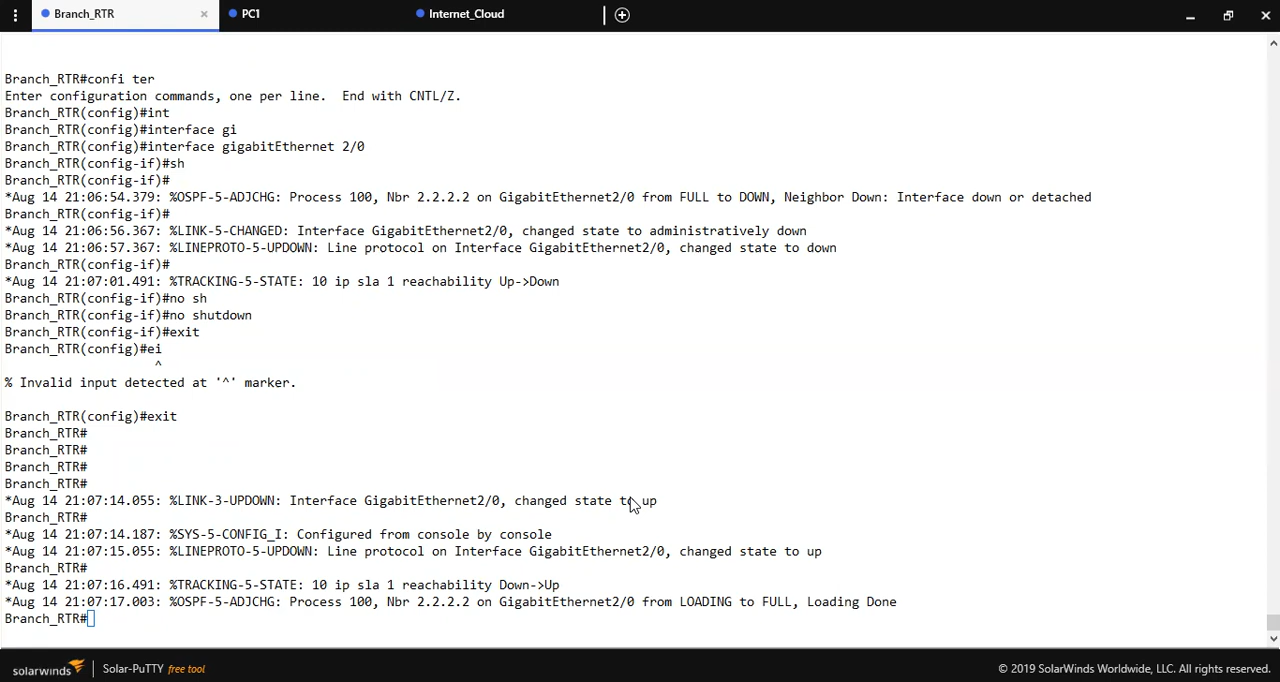 Branch_RTR × PC1 Internet_Cloud
Branch_RTR#confi ter
Enter configuration commands, one per line.  End with CNTL/Z.
Branch_RTR(config)#int
Branch_RTR(config)#interface gi
Branch_RTR(config)#interface gigabitEthernet 2/0
Branch_RTR(config-if)#sh
Branch_RTR(config-if)#
*Aug 14 21:06:54.379: %OSPF-5-ADJCHG: Process 100, Nbr 2.2.2.2 on GigabitEthernet2/0 from FULL to DOWN, Neighbor Down: Interface down or detached
Branch_RTR(config-if)#
*Aug 14 21:06:56.367: %LINK-5-CHANGED: Interface GigabitEthernet2/0, changed state to administratively down
*Aug 14 21:06:57.367: %LINEPROTO-5-UPDOWN: Line protocol on Interface GigabitEthernet2/0, changed state to down
Branch_RTR(config-if)#
*Aug 14 21:07:01.491: %TRACKING-5-STATE: 10 ip sla 1 reachability Up->Down
Branch_RTR(config-if)#no sh
Branch_RTR(config-if)#no shutdown
Branch_RTR(config-if)#exit
Branch_RTR(config)#ei
^
% Invalid input detected at '^' marker.
Branch_RTR(config)#exit
Branch_RTR#
Branch_RTR#
Branch_RTR#
Branch_RTR#
*Aug 14 21:07:14.055: %LINK-3-UPDOWN: Interface GigabitEthernet2/0, changed state to up
Branch_RTR#
*Aug 14 21:07:14.187: %SYS-5-CONFIG_I: Configured from console by console
*Aug 14 21:07:15.055: %LINEPROTO-5-UPDOWN: Line protocol on Interface GigabitEthernet2/0, changed state to up
Branch_RTR#
*Aug 14 21:07:16.491: %TRACKING-5-STATE: 10 ip sla 1 reachability Down->Up
*Aug 14 21:07:17.003: %OSPF-5-ADJCHG: Process 100, Nbr 2.2.2.2 on GigabitEthernet2/0 from LOADING to FULL, Loading Done
Branch_RTR#
solarwinds Solar-PuTTY free tool © 2019 SolarWinds Worldwide, LLC. All rights reserved.